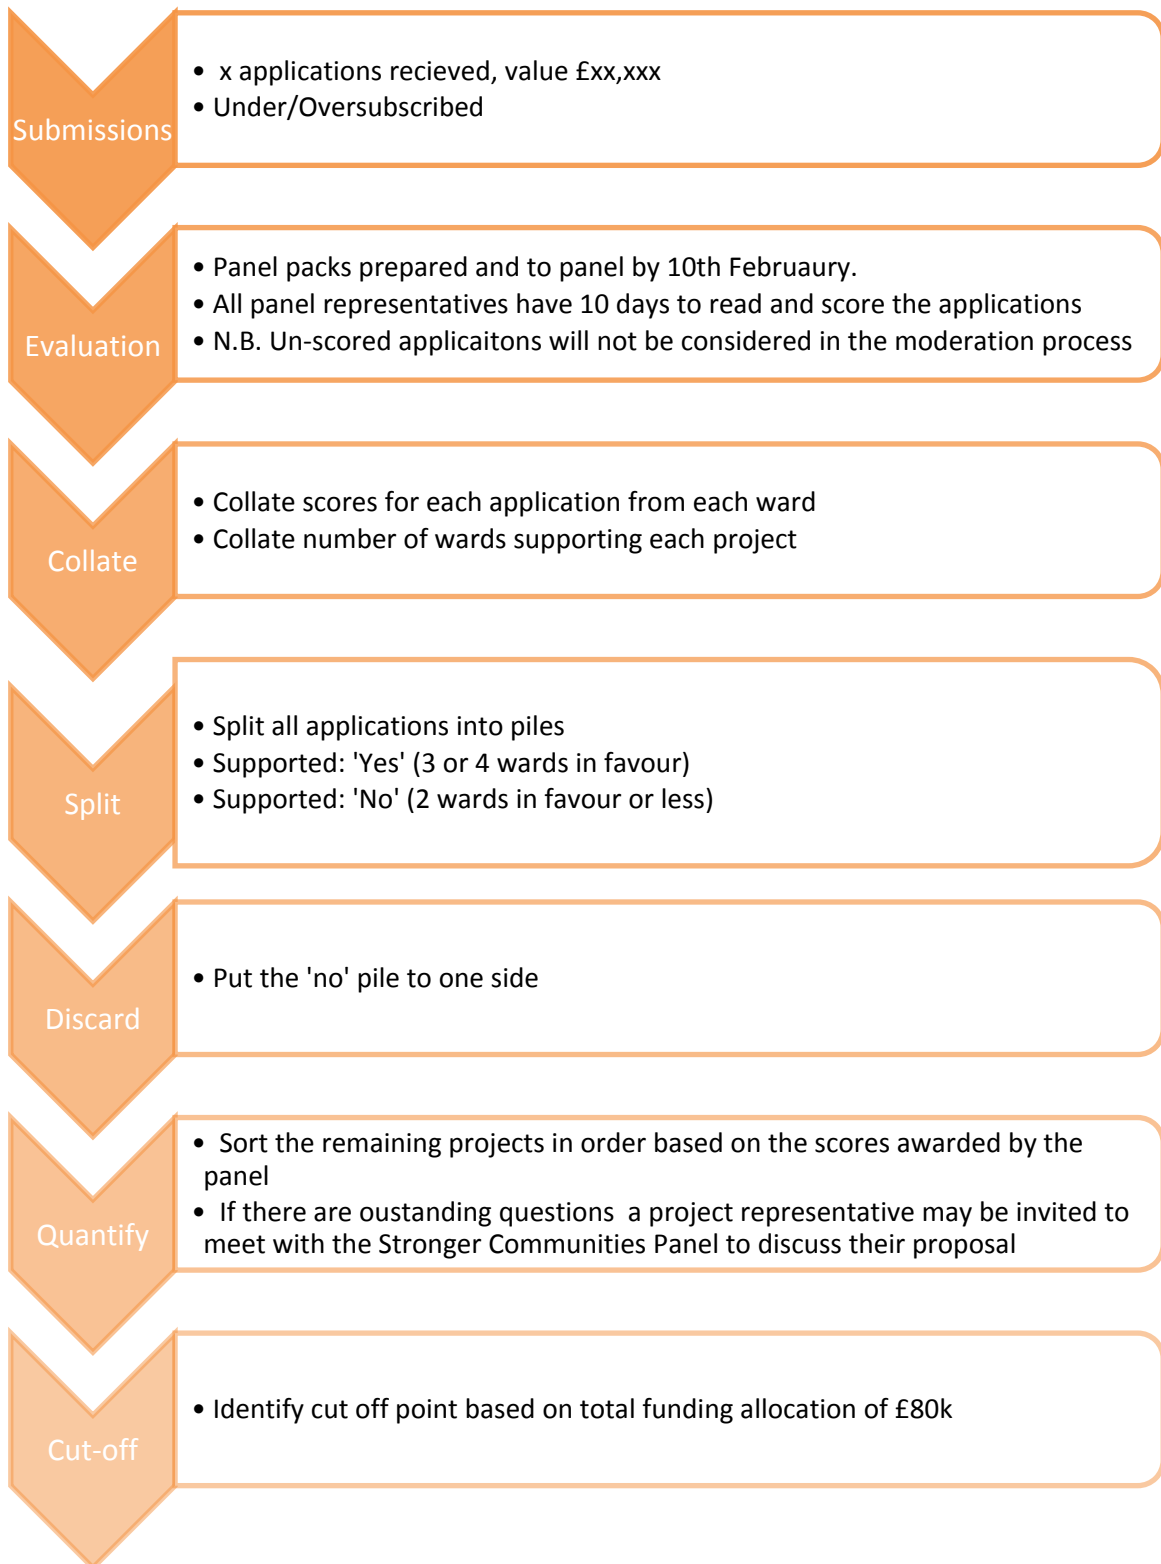 Submissions
• x applications recieved, value £xx,xxx
• Under/Oversubscribed
Evaluation
• Panel packs prepared and to panel by 10th Februaury.
• All panel representatives have 10 days to read and score the applications
• N.B. Un-scored applicaitons will not be considered in the moderation process
Collate
• Collate scores for each application from each ward
• Collate number of wards supporting each project
Split
• Split all applications into piles
• Supported: 'Yes' (3 or 4 wards in favour)
• Supported: 'No' (2 wards in favour or less)
Discard
• Put the 'no' pile to one side
Quantify
• Sort the remaining projects in order based on the scores awarded by the
panel
• If there are oustanding questions a project representative may be invited to
meet with the Stronger Communities Panel to discuss their proposal
Cut-off
• Identify cut off point based on total funding allocation of £80k